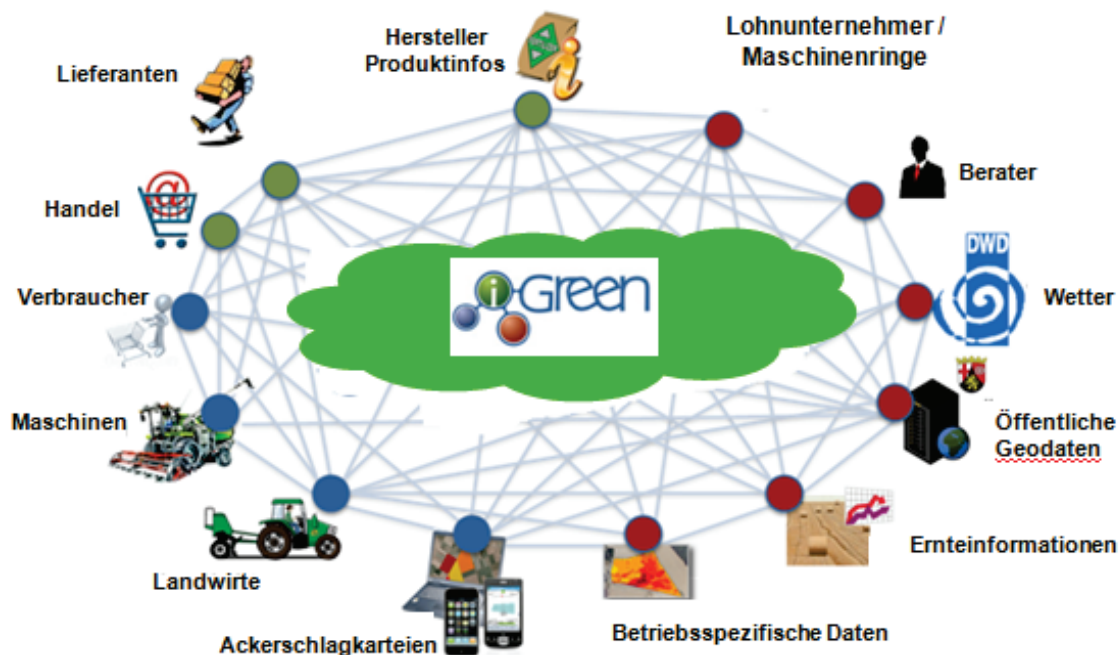 Lieferanten
Hersteller
Produktinfos
Lohnunternehmer /
Maschinenringe
Handel
Berater
DWD
Verbraucher
i Green
Wetter
Maschinen
Öffentliche
Geodaten
Landwirte
Ernteinformationen
Ackerschlagkarteien
Betriebsspezifische Daten